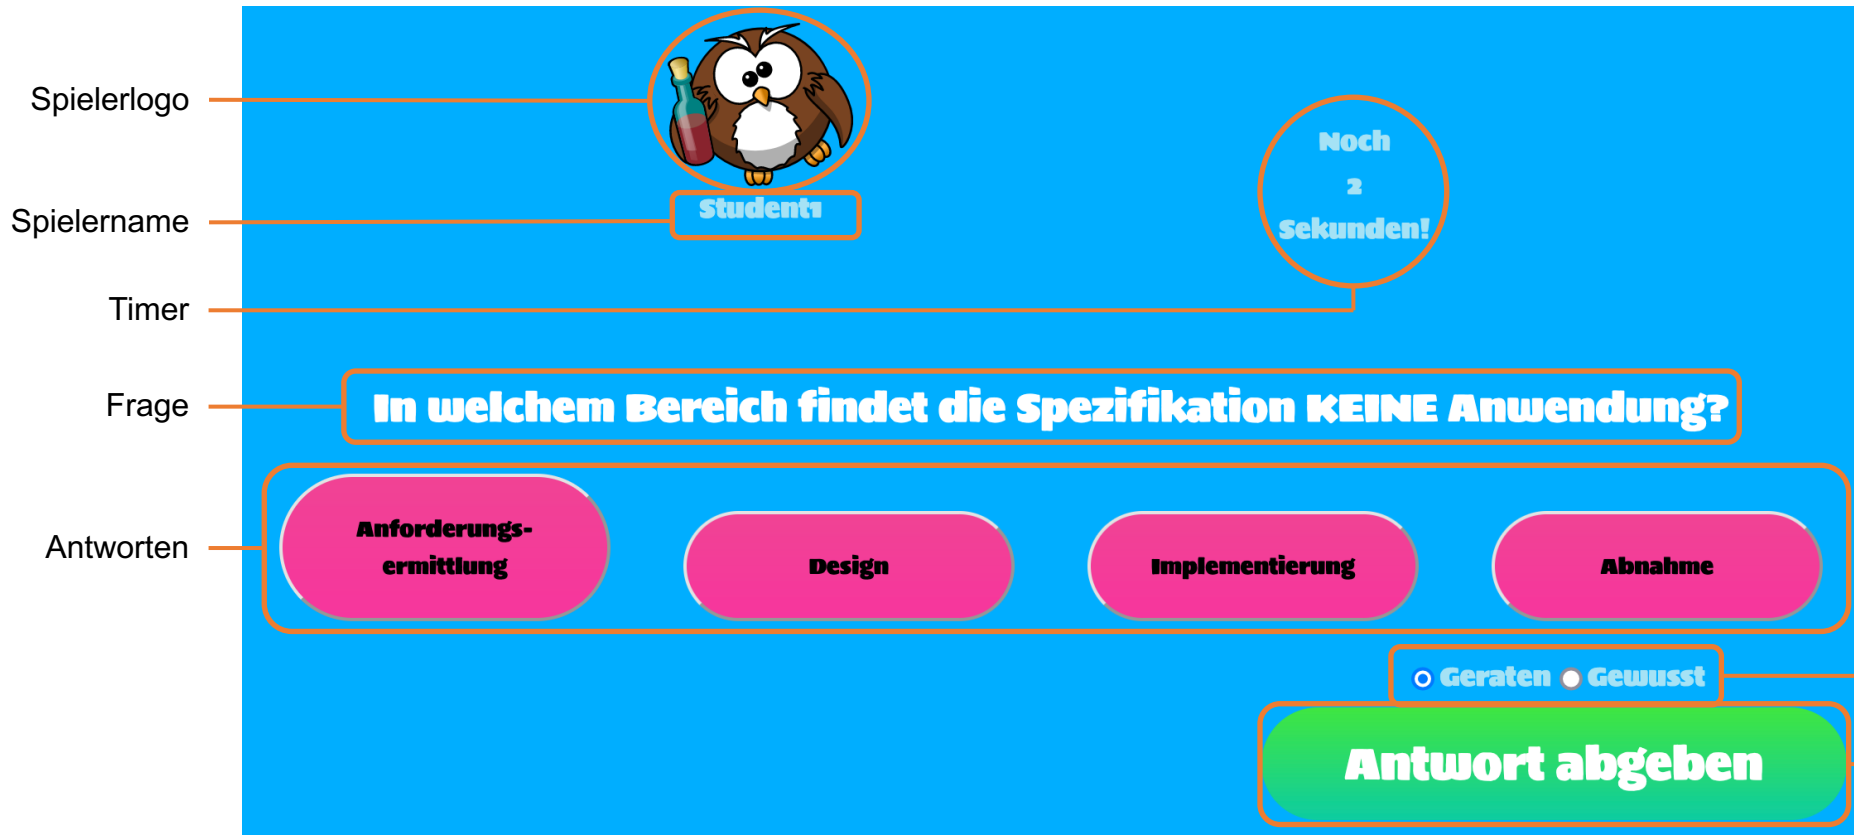 Spielerlogo
Spielername
Timer
Frage
Antworten
Student1
Noch
2
Sekunden!
In welchem Bereich findet die Spezifikation KEINE Anwendung?
Anforderungs-
ermittlung
Design
Implementierung
Abnahme
Geraten Gewusst
Antwort abgeben